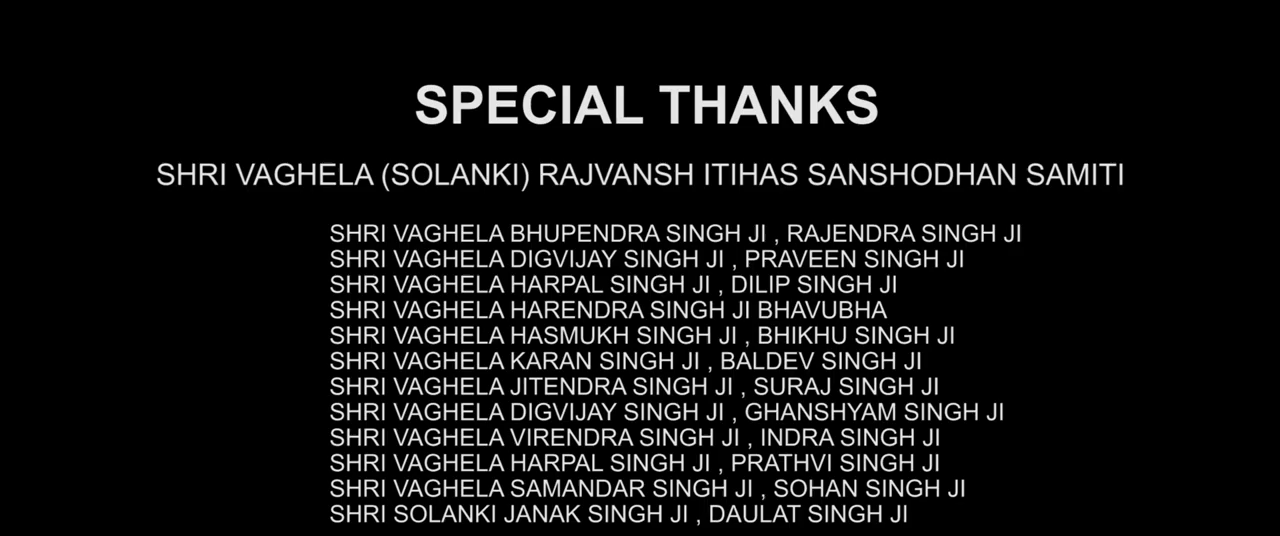 SPECIAL THANKS
SHRI VAGHELA (SOLANKI) RAJVANSH ITIHAS SANSHODHAN SAMITI
SHRI VAGHELA BHUPENDRA SINGH JI , RAJENDRA SINGH JI
SHRI VAGHELA DIGVIJAY SINGH JI , PRAVEEN SINGH JI
SHRI VAGHELA HARPAL SINGH JI , DILIP SINGH JI
SHRI VAGHELA HARENDRA SINGH JI BHAVUBHA
SHRI VAGHELA HASMUKH SINGH JI , BHIKHU SINGH JI
SHRI VAGHELA KARAN SINGH JI , BALDEV SINGH JI
SHRI VAGHELA JITENDRA SINGH JI , SURAJ SINGH JI
SHRI VAGHELA DIGVIJAY SINGH JI , GHANSHYAM SINGH JI
SHRI VAGHELA VIRENDRA SINGH JI , INDRA SINGH JI
SHRI VAGHELA HARPAL SINGH JI , PRATHVI SINGH JI
SHRI VAGHELA SAMANDAR SINGH JI , SOHAN SINGH JI
SHRI SOLANKI JANAK SINGH JI , DAULAT SINGH JI